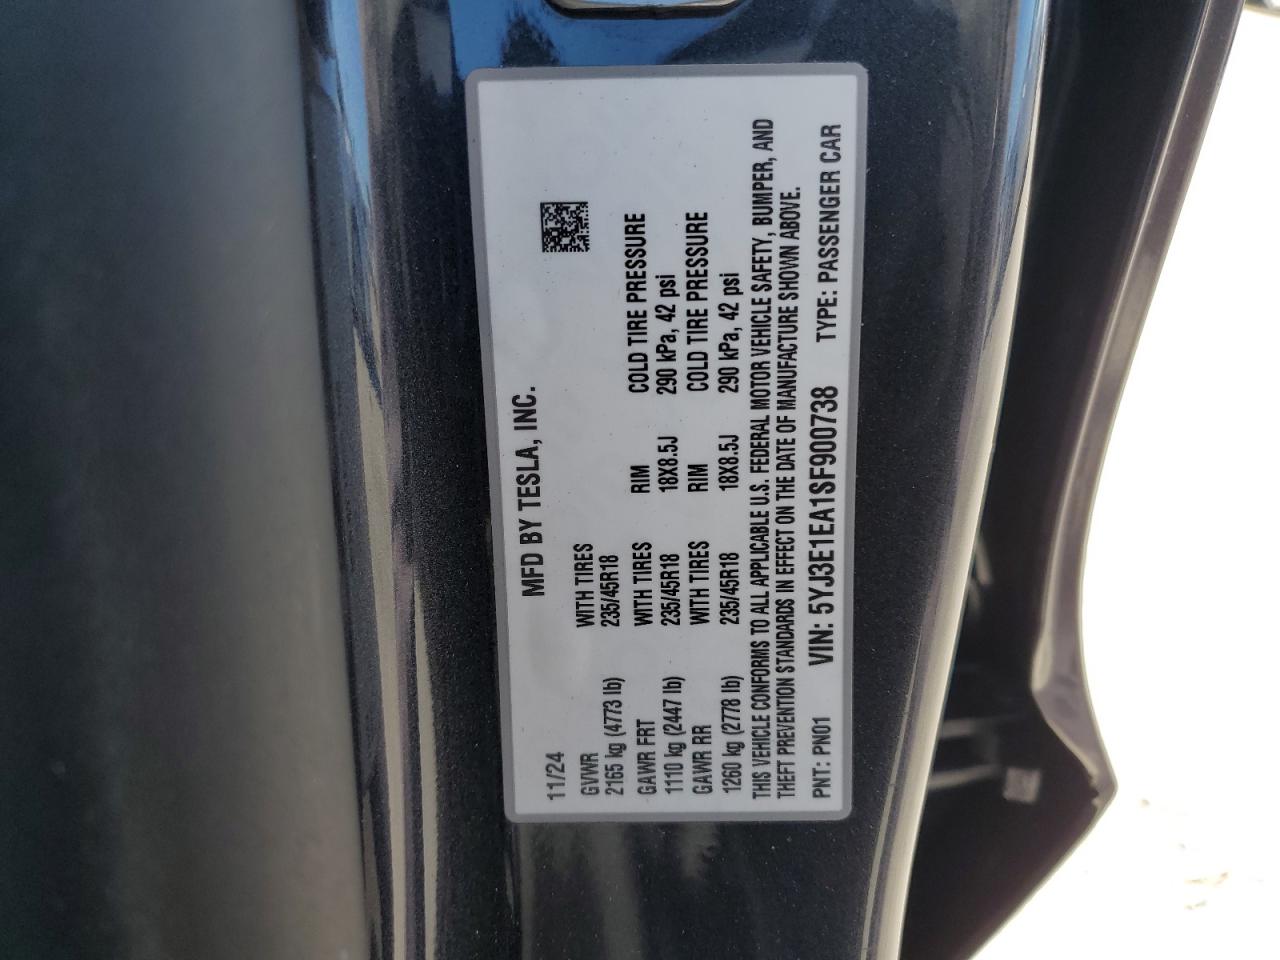 MFD BY TESLA, INC.
11/24
GVWR WITH TIRES
2165 kg (4773 lb) 235/45R18
GAWR FRT WITH TIRES RIM COLD TIRE PRESSURE
1110 kg (2447 lb) 235/45R18 18X8.5J 290 kPa, 42 psi
GAWR RR WITH TIRES RIM COLD TIRE PRESSURE
1260 kg (2778 lb) 235/45R18 18X8.5J 290 kPa, 42 psi
THIS VEHICLE CONFORMS TO ALL APPLICABLE U.S. FEDERAL MOTOR VEHICLE SAFETY, BUMPER, AND
THEFT PREVENTION STANDARDS IN EFFECT ON THE DATE OF MANUFACTURE SHOWN ABOVE.
PNT: PN01 VIN: 5YJ3E1EA1SF900738 TYPE: PASSENGER CAR